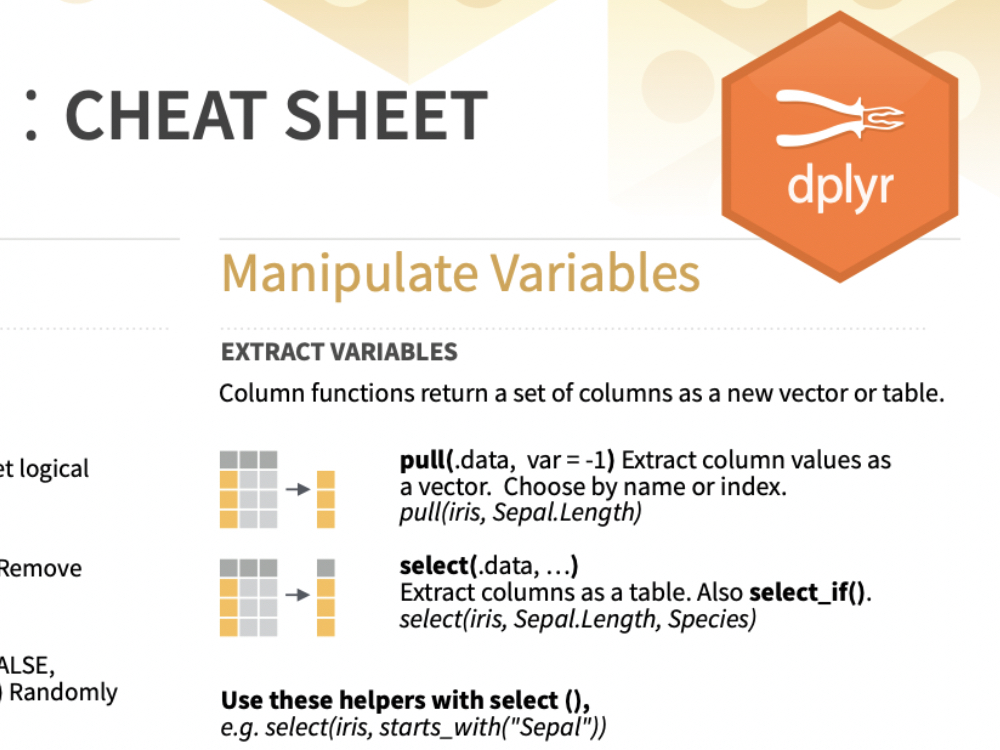 : CHEAT SHEET
dplyr
Manipulate Variables
EXTRACT VARIABLES
Column functions return a set of columns as a new vector or table.
logical
pull(.data, var = -1) Extract column values as
a vector. Choose by name or index.
pull(iris, Sepal.Length)
Remove
select(.data, …)
Extract columns as a table. Also select_if().
select(iris, Sepal.Length, Species)
ALSE,
) Randomly
Use these helpers with select (),
e.g. select(iris, starts_with("Sepal"))